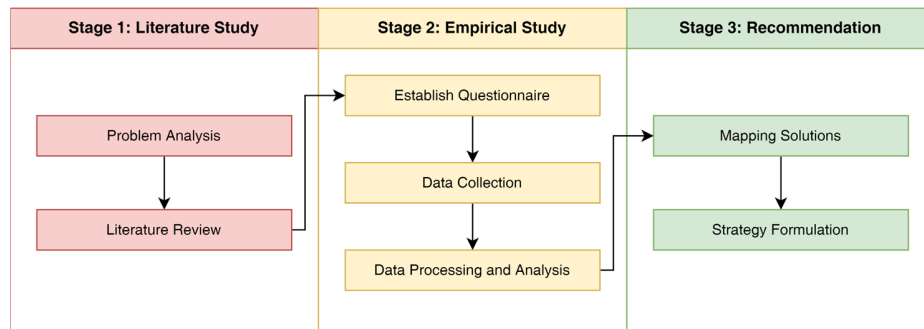 Stage 1: Literature Study
Stage 2: Empirical Study
Stage 3: Recommendation
Problem Analysis
Literature Review
Establish Questionnaire
Data Collection
Data Processing and Analysis
Mapping Solutions
Strategy Formulation